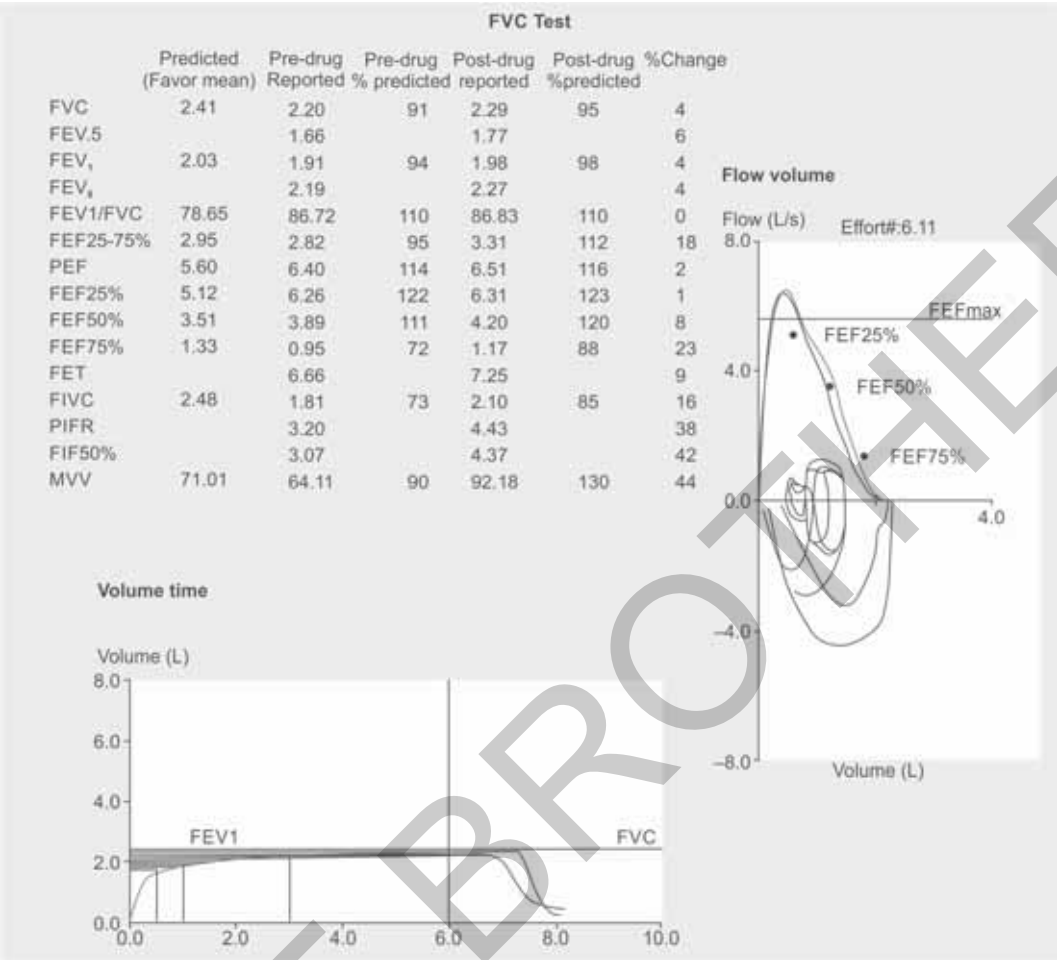 FVC Test
Predicted Pre-drug Pre-drug Post-drug Post-drug %Change
(Favor mean) Reported % predicted reported %predicted
FVC 2.41 2.20 91 2.29 95 4
FEV.5 1.66 1.77 6
FEV₁ 2.03 1.91 94 1.98 98 4
FEV 2.19 2.27 4
FEV1/FVC 78.65 86.72 110 86.83 110 0
FEF25-75% 2.95 2.82 95 3.31 112 18
PEF 5.60 6.40 114 6.51 116 2
FEF25% 5.12 6.26 122 6.31 123 1
FEF50% 3.51 3.89 111 4.20 120 8
FEF75% 1.33 0.95 72 1.17 88 23
FET 6.66 7.25 9
FIVC 2.48 1.81 73 2.10 85 16
PIFR 3.20 4.43 38
FIF50% 3.07 4.37 42
MVV 71.01 64.11 90 92.18 130 44
Flow volume
Flow (L/s) Effort#:6.11
8.0
FEFmax
FEF25%
4.0
FEF50%
FEF75%
0.0
4.0
–4.0
–8.0
Volume (L)
Volume time
Volume (L)
8.0
6.0
4.0
FEV1 FVC
2.0
0.0
0.0 2.0 4.0 6.0 8.0 10.0
BROTHE